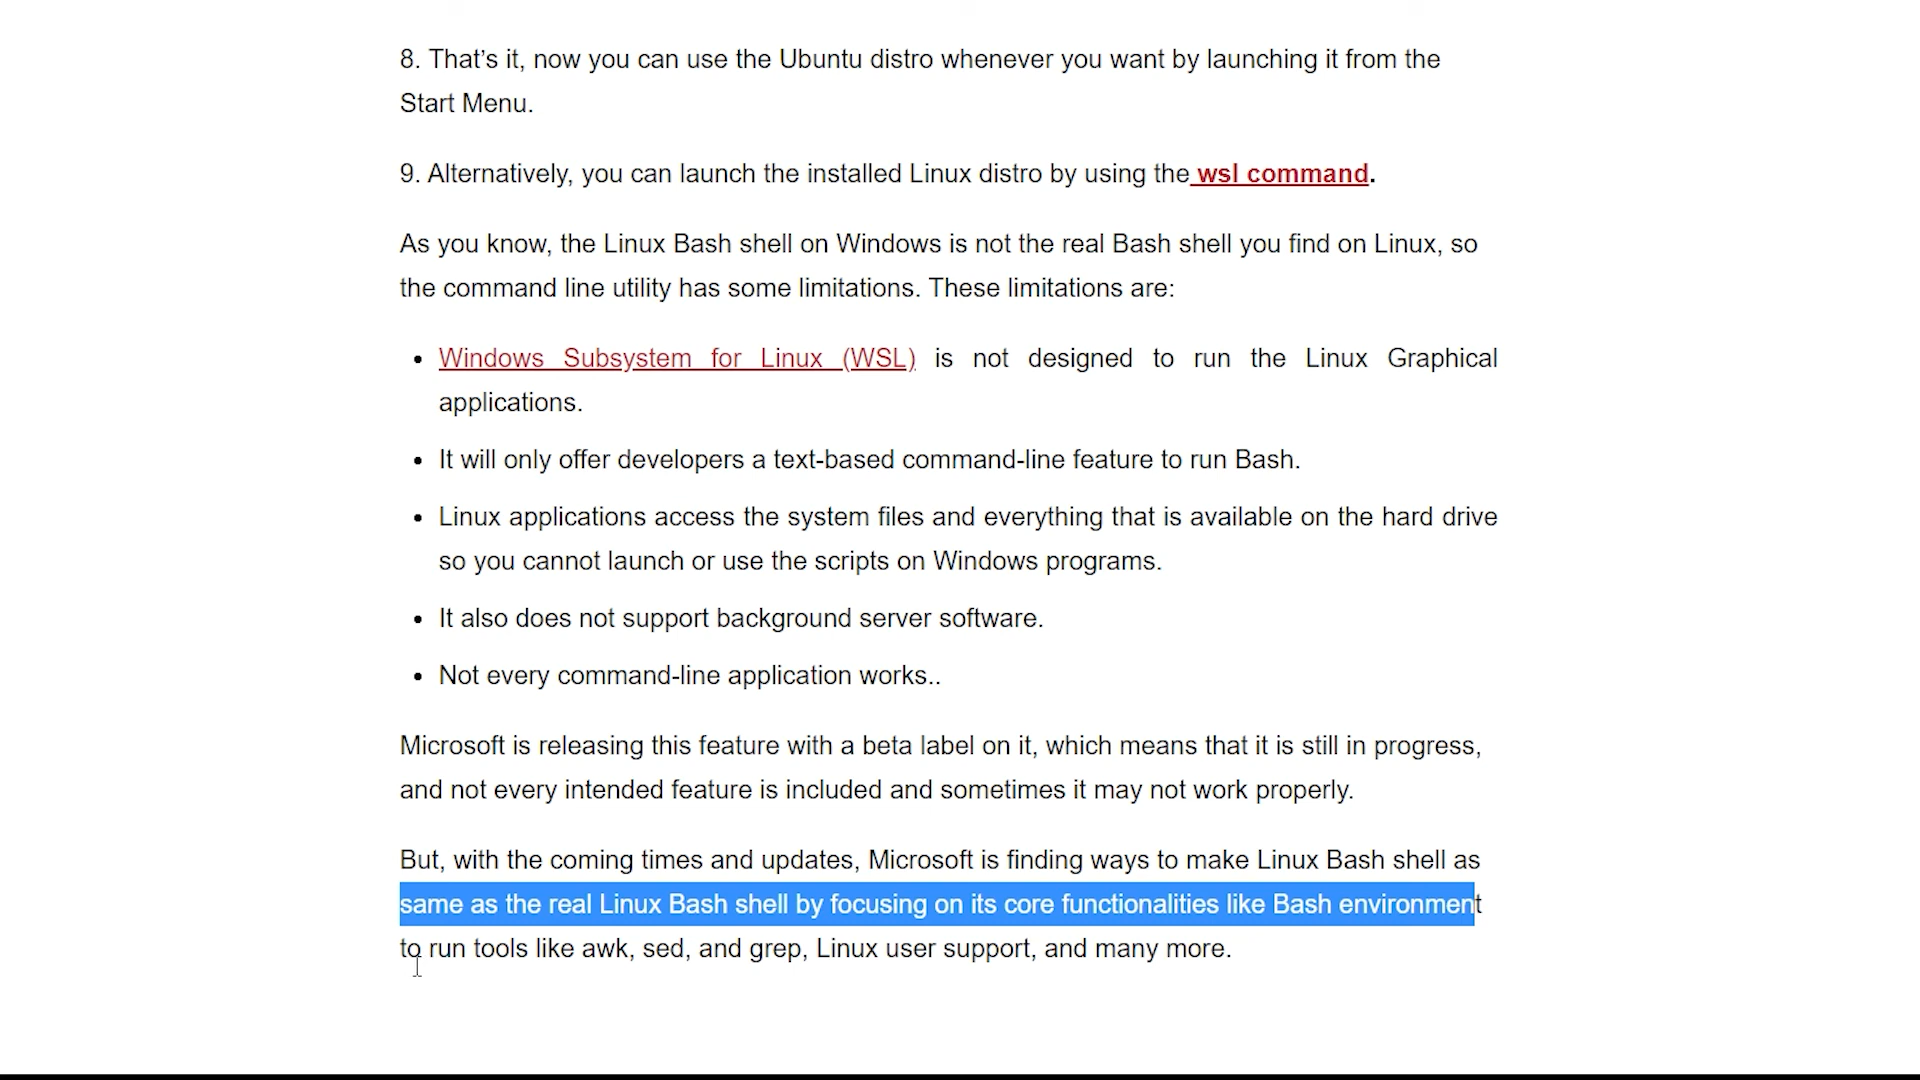 8. That’s it, now you can use the Ubuntu distro whenever you want by launching it from the
Start Menu.
9. Alternatively, you can launch the installed Linux distro by using the wsl command.
As you know, the Linux Bash shell on Windows is not the real Bash shell you find on Linux, so
the command line utility has some limitations. These limitations are:
• Windows Subsystem for Linux (WSL) is not designed to run the Linux Graphical
applications.
• It will only offer developers a text-based command-line feature to run Bash.
• Linux applications access the system files and everything that is available on the hard drive
so you cannot launch or use the scripts on Windows programs.
• It also does not support background server software.
• Not every command-line application works..
Microsoft is releasing this feature with a beta label on it, which means that it is still in progress,
and not every intended feature is included and sometimes it may not work properly.
But, with the coming times and updates, Microsoft is finding ways to make Linux Bash shell as
same as the real Linux Bash shell by focusing on its core functionalities like Bash environment
to run tools like awk, sed, and grep, Linux user support, and many more.